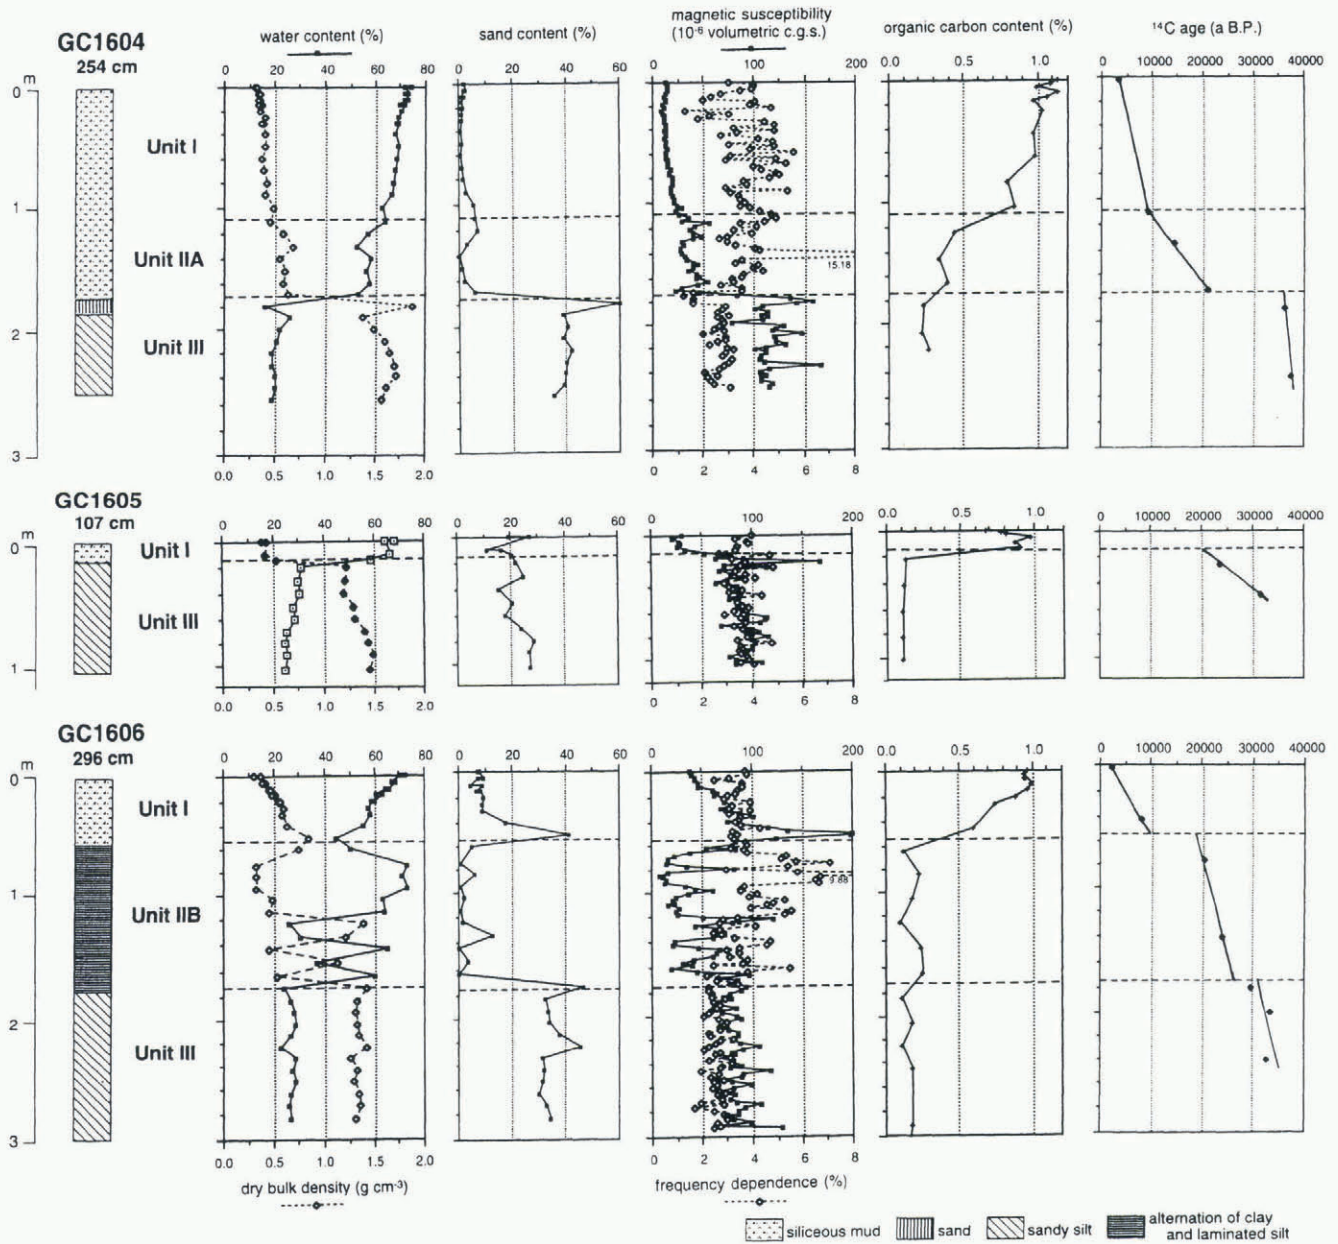 water content (%)
sand content (%)
magnetic susceptibility
(10⁻⁶ volumetric c.g.s.)
organic carbon content (%)
¹⁴C age (a B.P.)
GC1604
254 cm
m
0 20 40 60 80
0 20 40 60
0 100 200
0 0.5 1.0
0 10000 20000 30000 40000
0
1
2
3
Unit I
Unit IIA
Unit III
15.18
0.0 0.5 1.0 1.5 2.0
0 2 4 6 8
GC1605
107 cm
m
0 20 40 60 80
0 20 40 60
0 100 200
0 0.5 1.0
0 10000 20000 30000 40000
0
1
Unit I
Unit III
0.0 0.5 1.0 1.5 2.0
0 2 4 6 8
GC1606
296 cm
m
0 20 40 60 80
0 20 40 60
0 100 200
0 0.5 1.0
0 10000 20000 30000 40000
0
1
2
3
Unit I
Unit IIB
Unit III
9.88
0.0 0.5 1.0 1.5 2.0
0 2 4 6 8
dry bulk density (g cm⁻³)
frequency dependence (%)
siliceous mud
sand
sandy silt
alternation of clay
and laminated silt